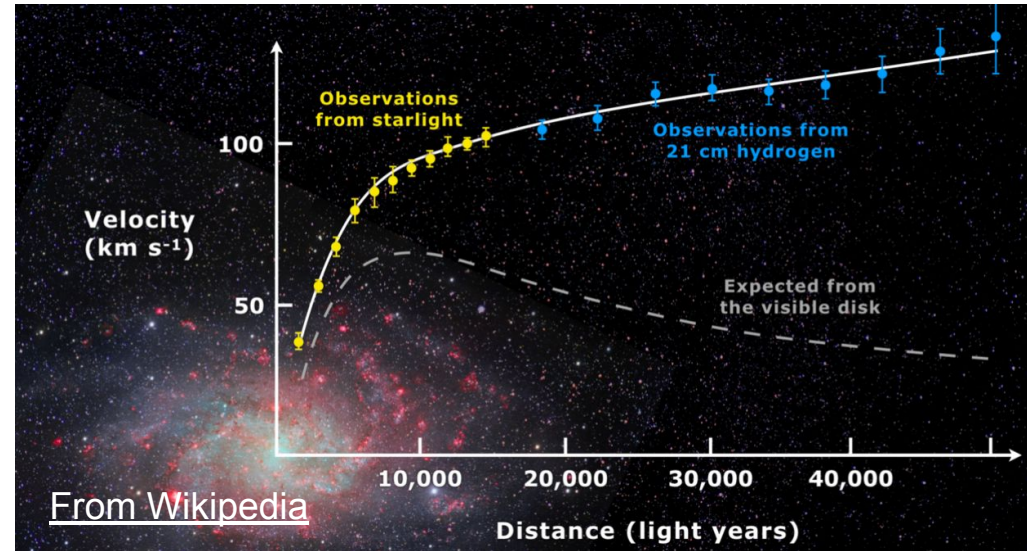 Observations
from starlight
100
Observations from
21 cm hydrogen
Velocity
(km s-1)
Expected from
the visible disk
50
10,000
20,000
30,000
40,000
From Wikipedia
Distance (light years)